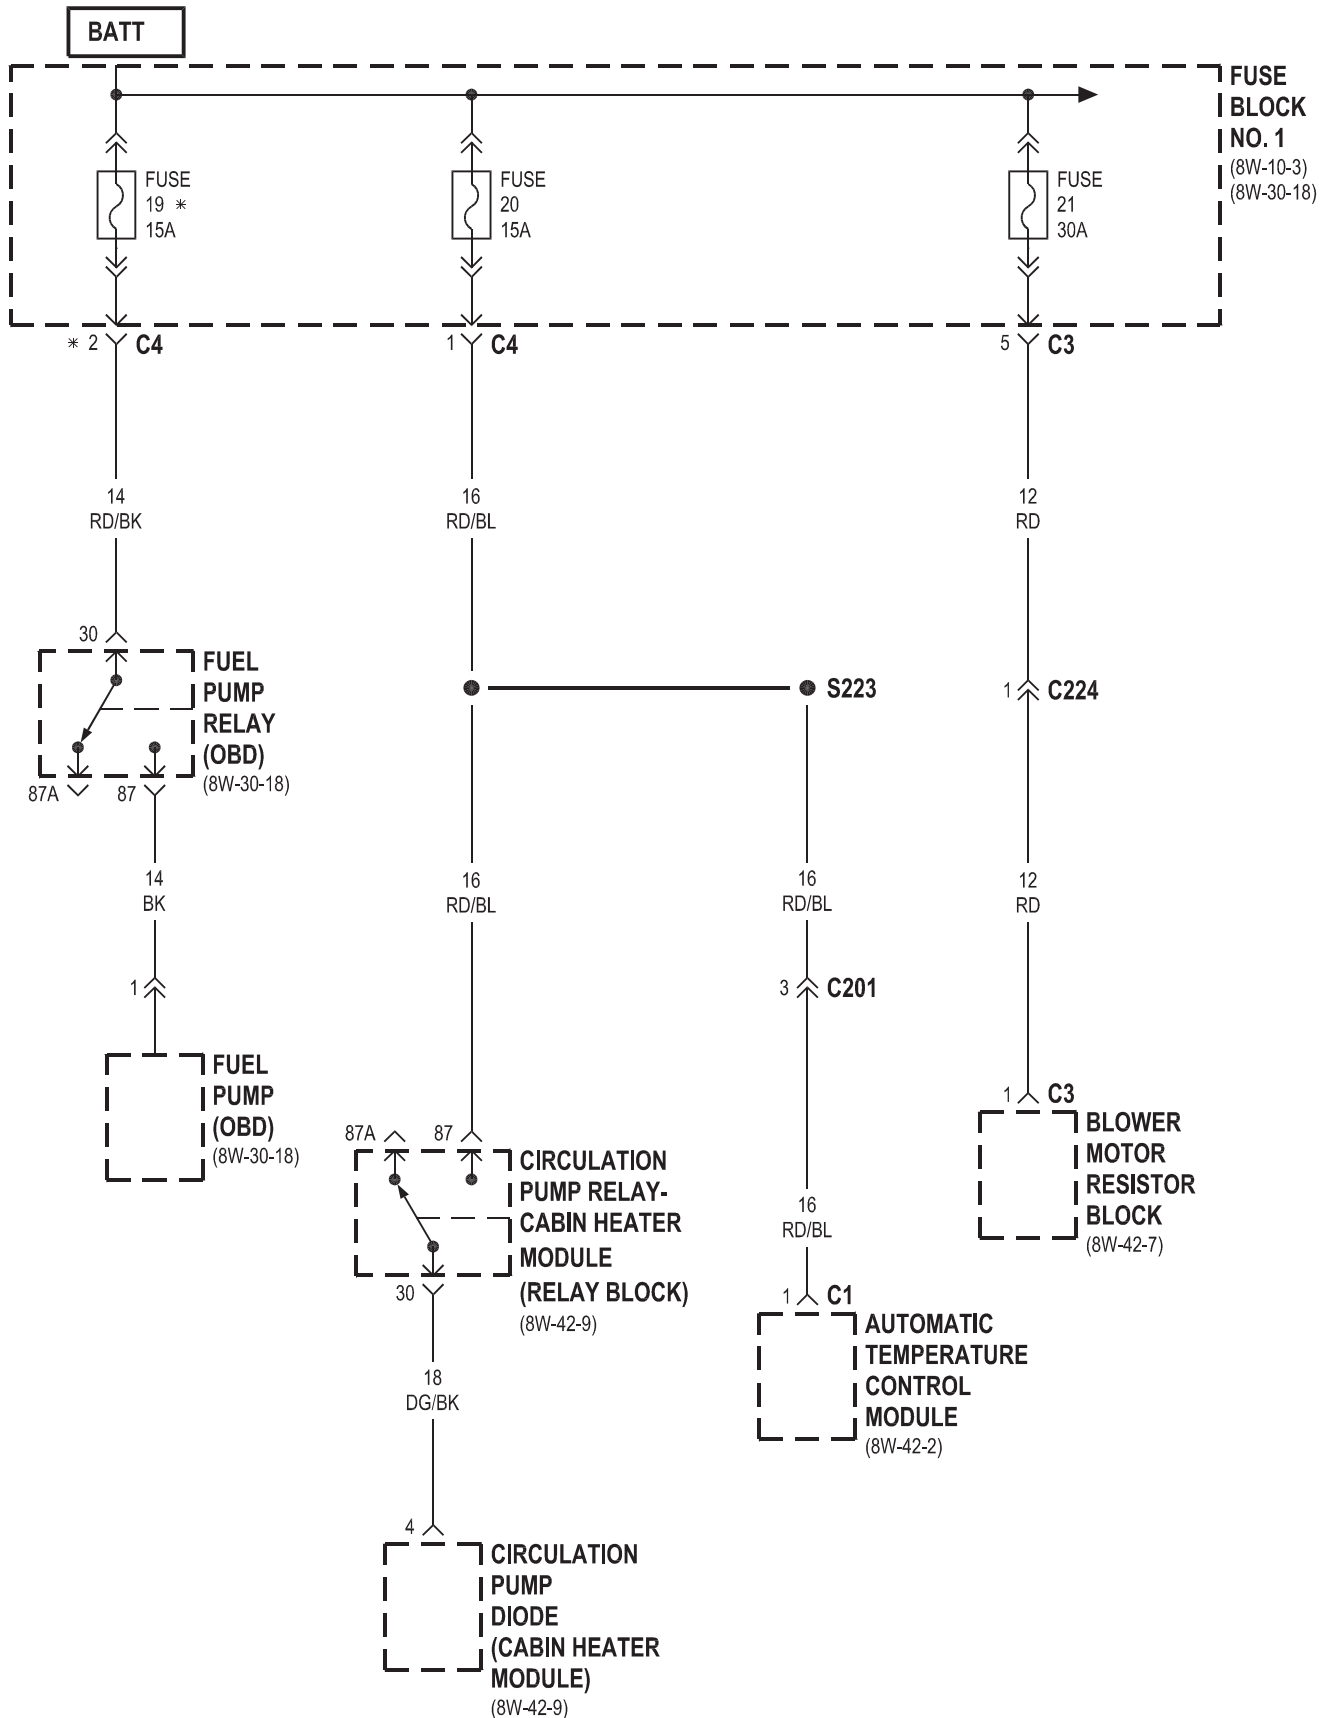 BATT
FUSE
BLOCK
NO. 1
(8W-10-3)
(8W-30-18)
FUSE
19 *
15A
FUSE
20
15A
FUSE
21
30A
* 2 C4
1 C4
5 C3
14
RD/BK
16
RD/BL
12
RD
30
FUEL
PUMP
RELAY
(OBD)
(8W-30-18)
87A
87
S223
1 C224
14
BK
16
RD/BL
16
RD/BL
12
RD
1
3 C201
FUEL
PUMP
(OBD)
(8W-30-18)
1 C3
BLOWER
MOTOR
RESISTOR
BLOCK
(8W-42-7)
87A
87
CIRCULATION
PUMP RELAY-
CABIN HEATER
MODULE
(RELAY BLOCK)
(8W-42-9)
30
16
RD/BL
1 C1
AUTOMATIC
TEMPERATURE
CONTROL
MODULE
(8W-42-2)
18
DG/BK
4
CIRCULATION
PUMP
DIODE
(CABIN HEATER
MODULE)
(8W-42-9)